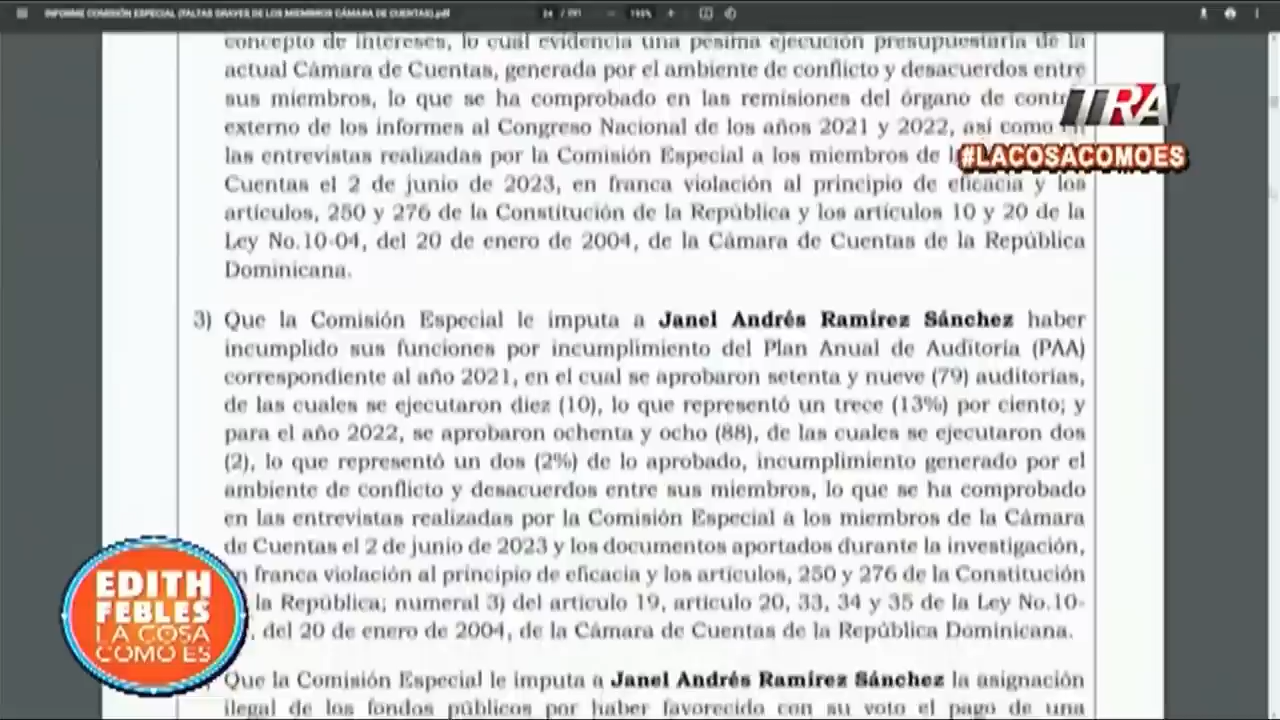 INFORME COMISIÓN ESPECIAL (FALTAS GRAVES DE LOS MIEMBROS CÁMARA DE CUENTAS).pdf
concepto de intereses, lo cual evidencia una pésima ejecución presupuestaria de la
actual Cámara de Cuentas, generada por el ambiente de conflicto y desacuerdos entre
sus miembros, lo que se ha comprobado en las remisiones del órgano de
externo de los informes al Congreso Nacional de los años 2021 y 2022, así como
las entrevistas realizadas por la Comisión Especial a los miembros de
Cuentas el 2 de junio de 2023, en franca violación al principio de eficacia y los
artículos, 250 y 276 de la Constitución de la República y los artículos 10 y 20 de la
Ley No.10-04, del 20 de enero de 2004, de la Cámara de Cuentas de la República
Dominicana.
TRA
#LACOSACOMOES
3) Que la Comisión Especial le imputa a Janel Andrés Ramírez Sánchez haber
incumplido sus funciones por incumplimiento del Plan Anual de Auditoría (PAA)
correspondiente al año 2021, en el cual se aprobaron setenta y nueve (79) auditorías,
de las cuales se ejecutaron diez (10), lo que representó un trece (13%) por ciento; y
para el año 2022, se aprobaron ochenta y ocho (88), de las cuales se ejecutaron dos
(2), lo que representó un dos (2%) de lo aprobado, incumplimiento generado por el
ambiente de conflicto y desacuerdos entre sus miembros, lo que se ha comprobado
en las entrevistas realizadas por la Comisión Especial a los miembros de la Cámara
de Cuentas el 2 de junio de 2023 y los documentos aportados durante la investigación,
franca violación al principio de eficacia y los artículos, 250 y 276 de la Constitución
la República; numeral 3) del artículo 19, artículo 20, 33, 34 y 35 de la Ley No.10-
, del 20 de enero de 2004, de la Cámara de Cuentas de la República Dominicana.
Que la Comisión Especial le imputa a Janel Andrés Ramírez Sánchez la asignación
ilegal de los fondos públicos por haber favorecido con su voto el pago de una
EDITH
FEBLES
LA COSA
COMO ES